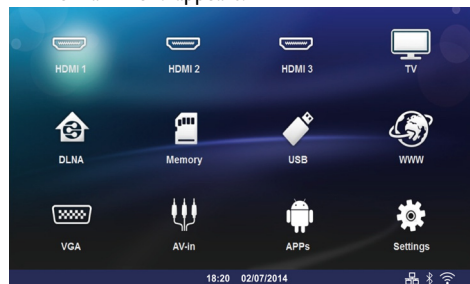 appears.
HDMI 1 HDMI 2 HDMI 3 TV
DLNA Memory USB WWW
VGA AV-in APPs Settings
18:20 02/07/2014